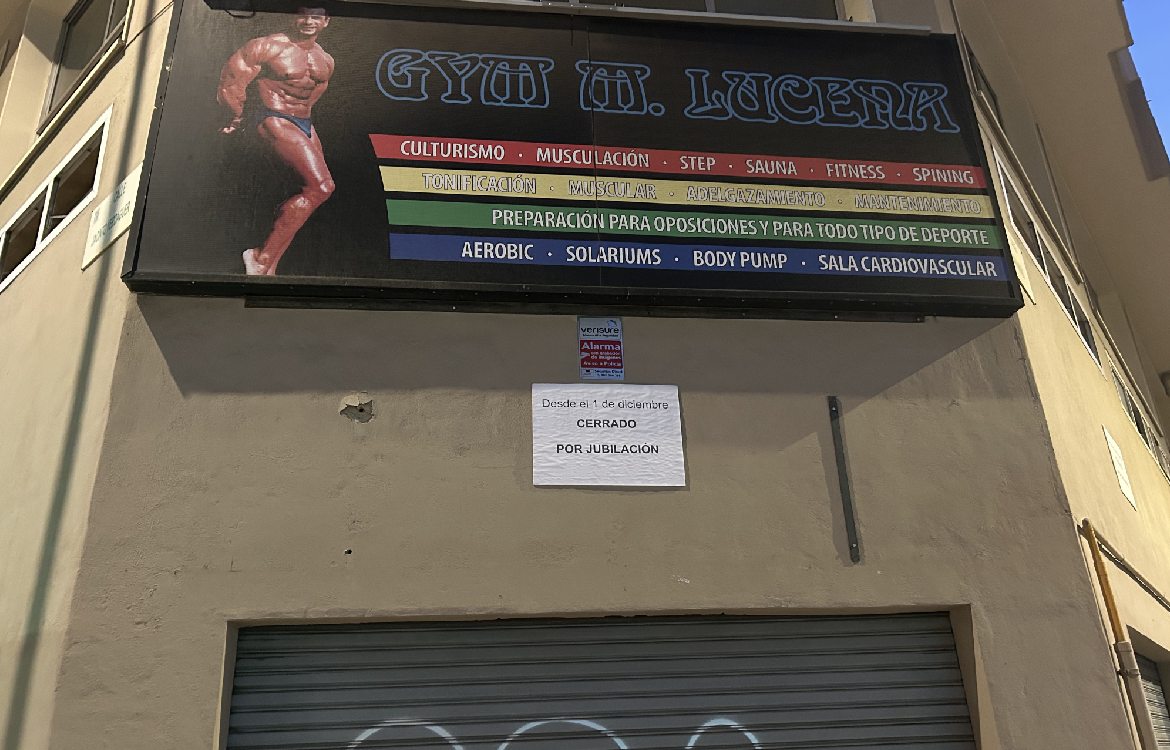 GYM M. LUCENA
CULTURISMO · MUSCULACIÓN · STEP · SAUNA · FITNESS · SPINING
TONIFICACIÓN · MUSCULAR · ADELGAZAMIENTO · MANTENIMIENTO
PREPARACIÓN PARA OPOSICIONES Y PARA TODO TIPO DE DEPORTE
AEROBIC · SOLARIUMS · BODY PUMP · SALA CARDIOVASCULAR
verisure
Alarma
Desde el 1 de diciembre
CERRADO
POR JUBILACIÓN